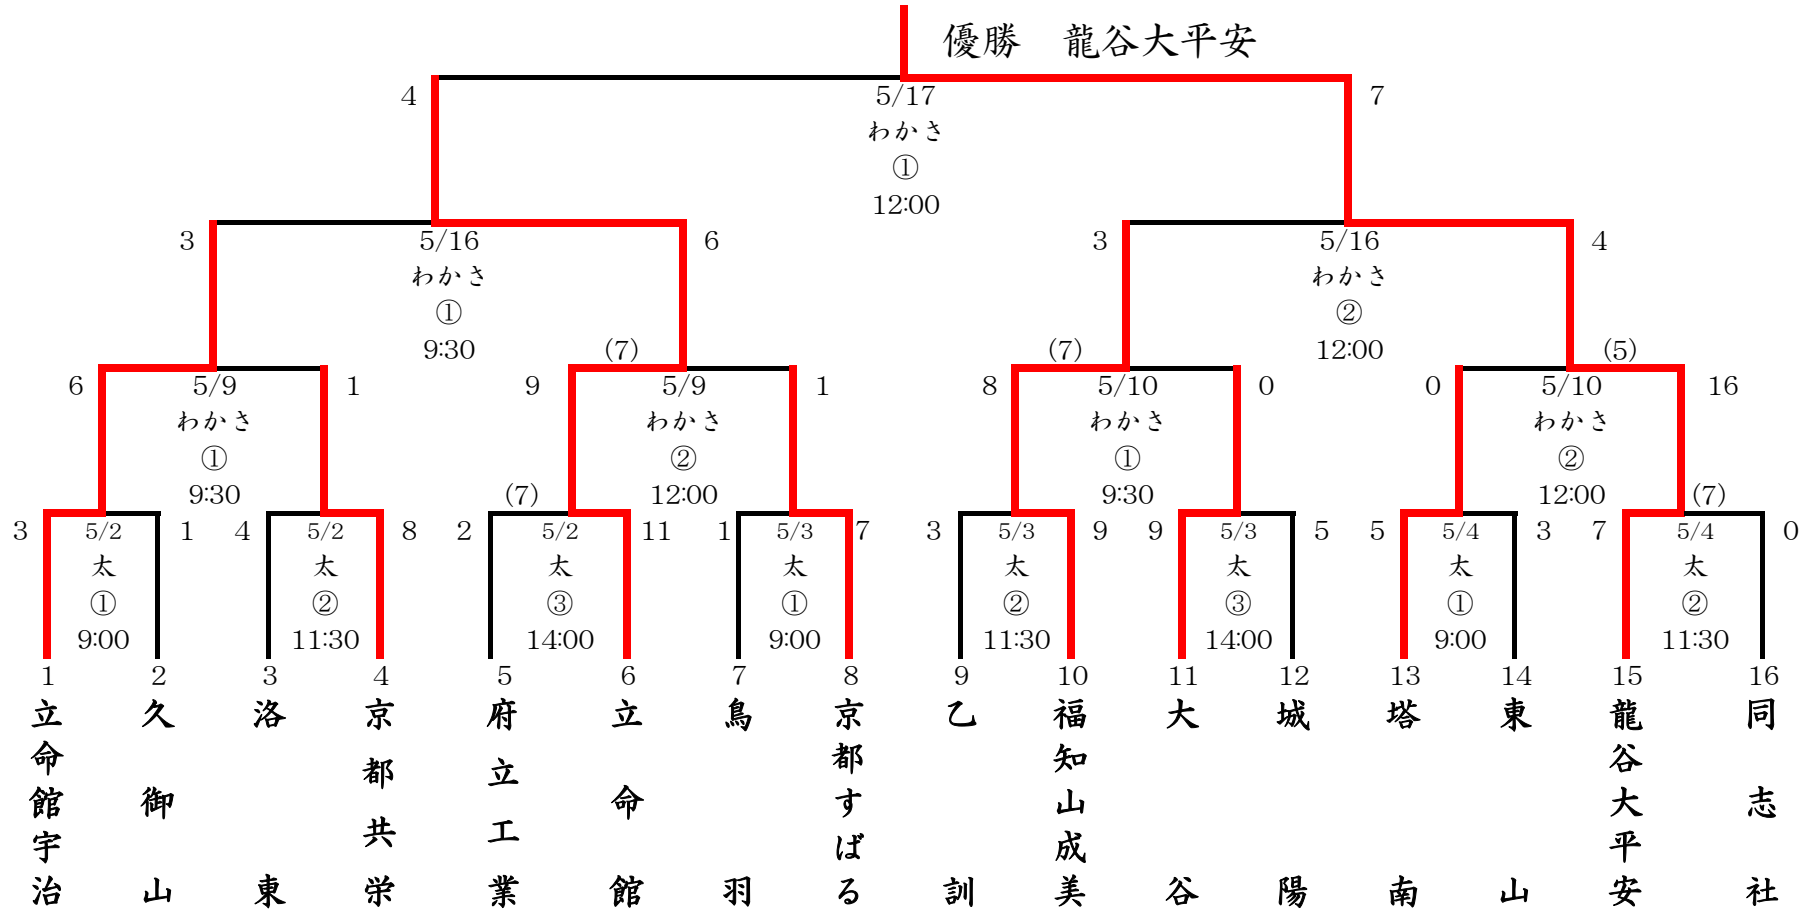 優勝　龍谷大平安
4 5/17 7
わかさ
①
12:00
3 5/16 6 3 5/16 4
わかさ わかさ
① ②
9:30 12:00
(7) (7) (5)
6 5/9 1 9 5/9 1 8 5/10 0 0 5/10 16
わかさ わかさ わかさ わかさ
① ② ① ②
9:30 12:00 9:30 12:00
(7) (7)
3 5/2 1 4 5/2 8 2 5/2 11 1 5/3 7 3 5/3 9 9 5/3 5 5 5/4 3 7 5/4 0
太 太 太 太 太 太 太 太
① ② ③ ① ② ③ ① ②
9:00 11:30 14:00 9:00 11:30 14:00 9:00 11:30
1 2 3 4 5 6 7 8 9 10 11 12 13 14 15 16
立命館宇治
久御山
洛東
京都共栄
府立工業
立命館
鳥羽
京都すばる
乙訓
福知山成美
大谷
城陽
塔南
東山
龍谷大平安
同志社